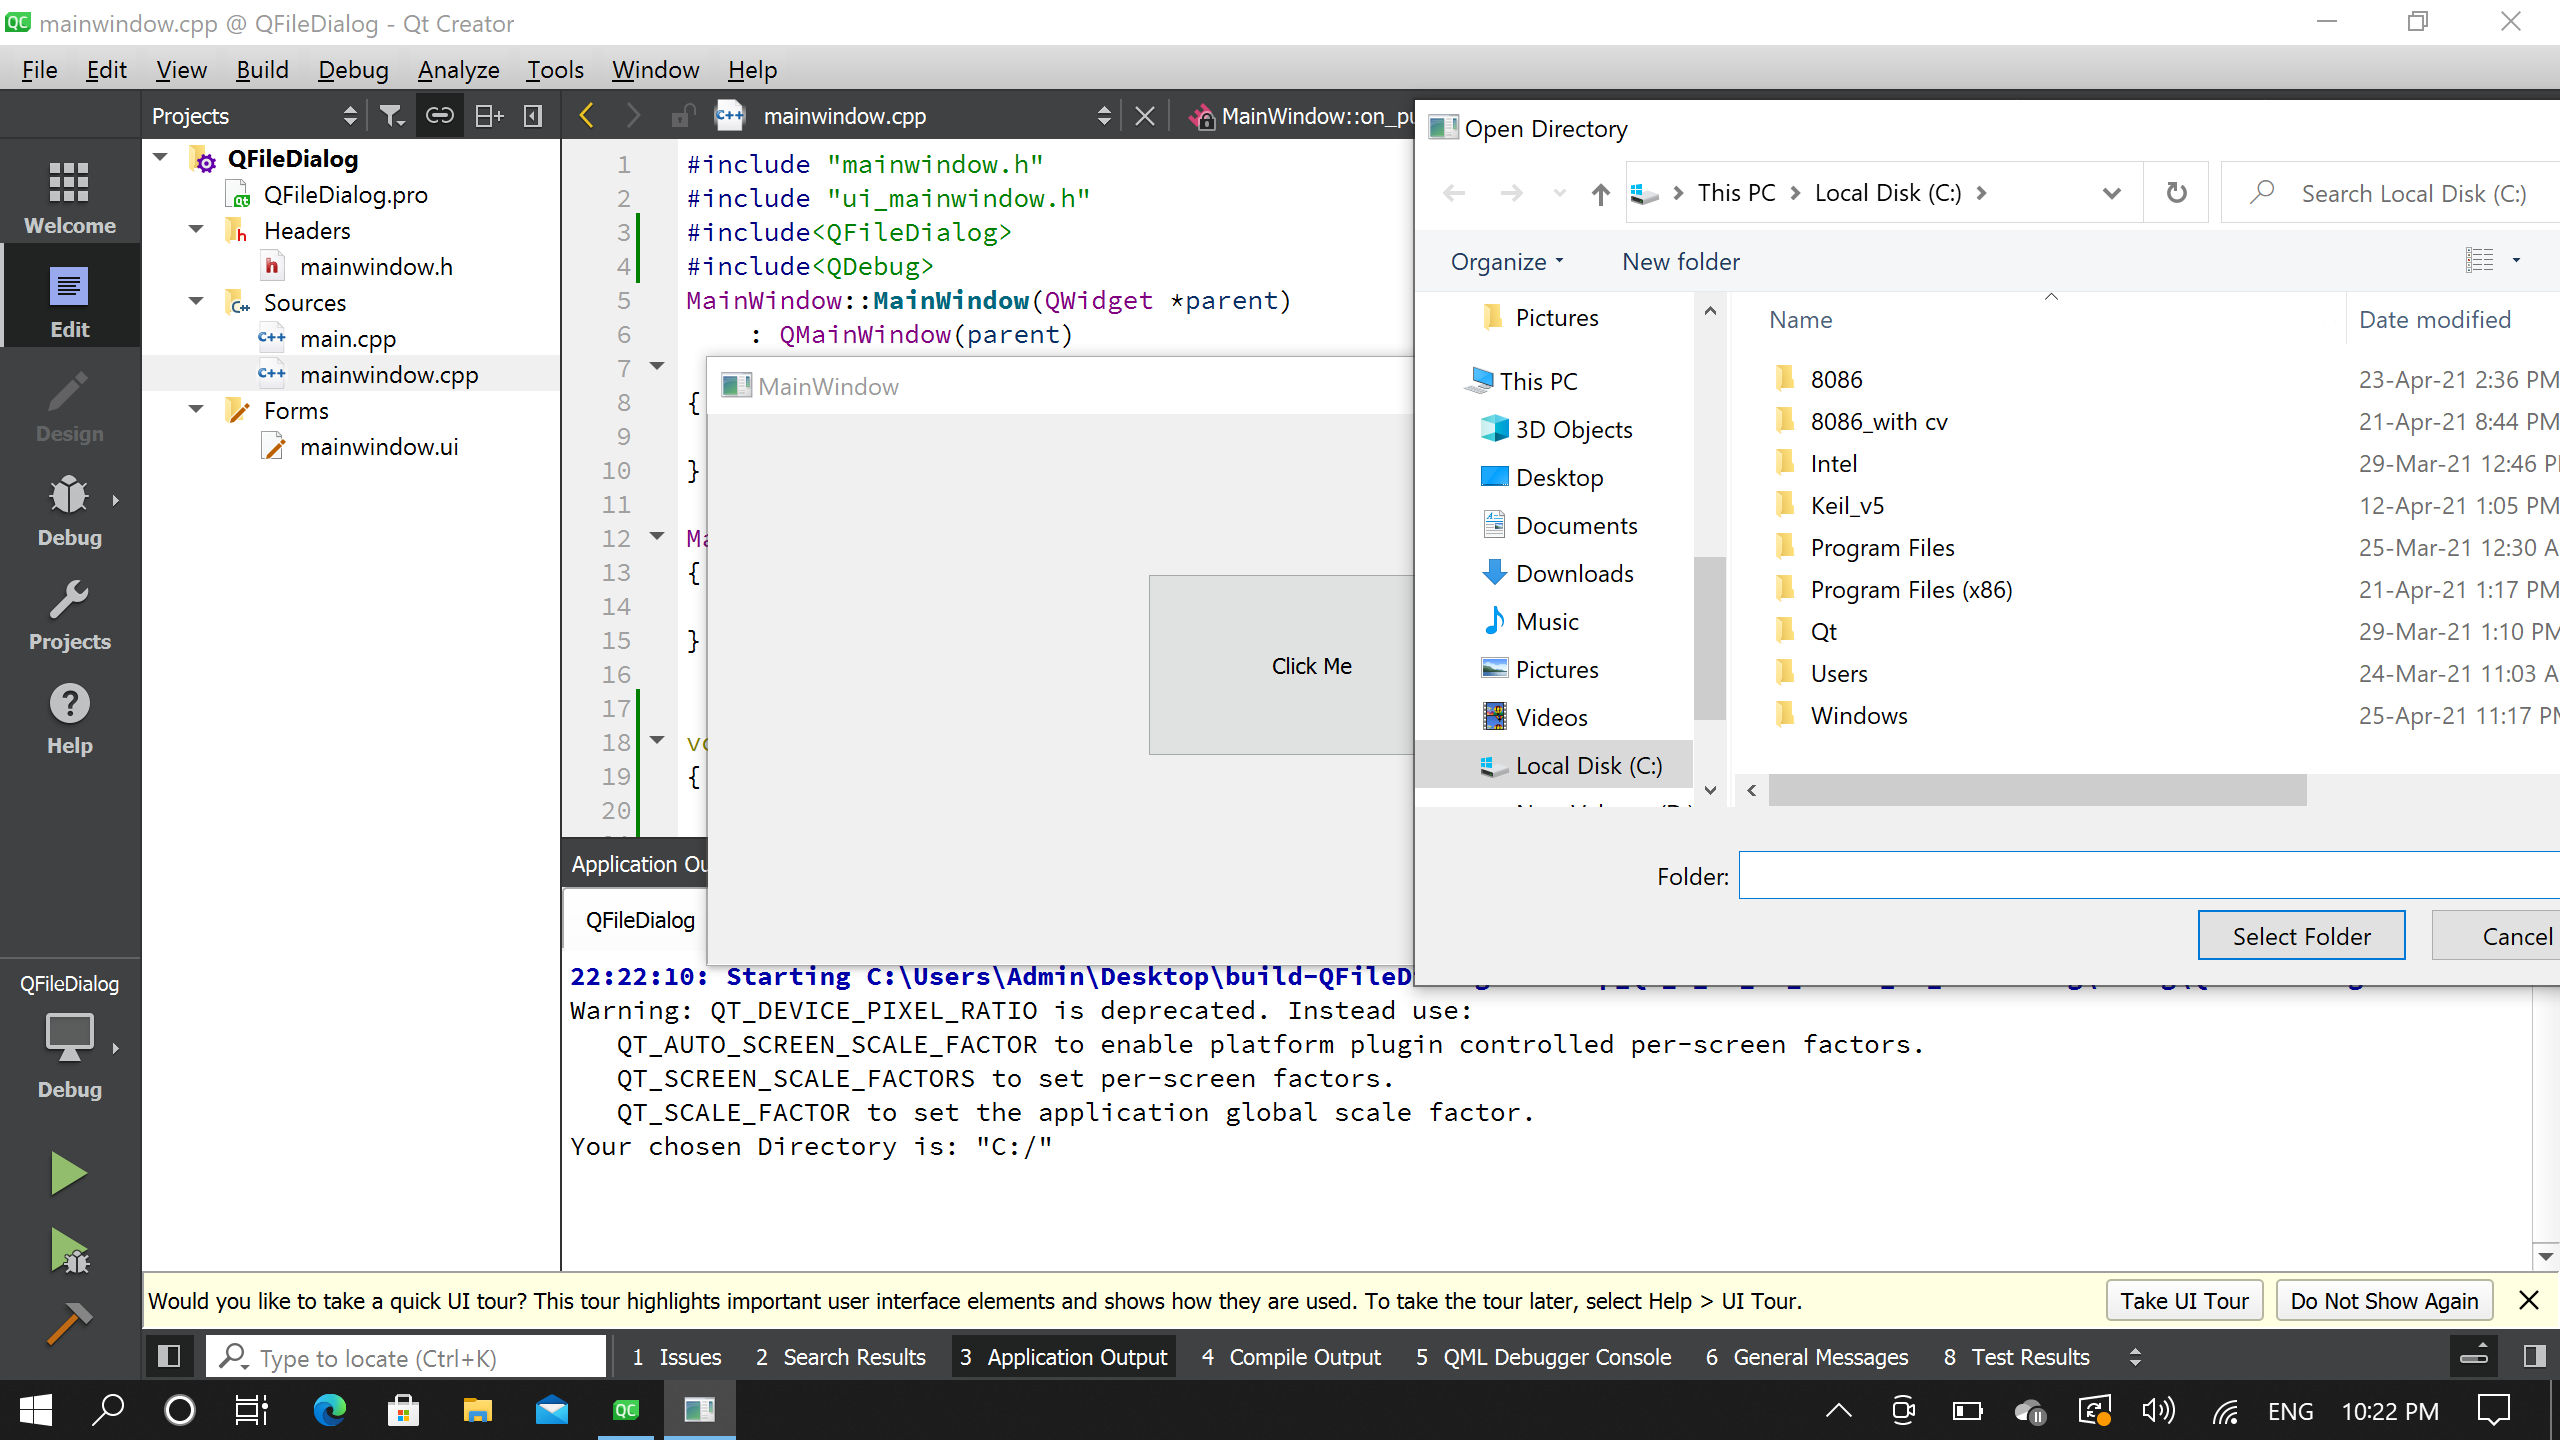 mainwindow.cpp @ QFileDialog - Qt Creator
File Edit View Build Debug Analyze Tools Window Help
Projects
mainwindow.cpp
MainWindow::on_pu
Welcome
Edit
Design
Debug
Projects
Help
QFileDialog
Debug
QFileDialog
QFileDialog.pro
Headers
mainwindow.h
Sources
main.cpp
mainwindow.cpp
Forms
mainwindow.ui
1 #include "mainwindow.h"
2 #include "ui_mainwindow.h"
3 #include<QFileDialog>
4 #include<QDebug>
5 MainWindow::MainWindow(QWidget *parent)
6 : QMainWindow(parent)
7
8 {
9
10 }
11
12 Ma
13 {
14
15 }
16
17
18 vo
19 {
20
MainWindow
Click Me
Open Directory
This PC > Local Disk (C:) >
Search Local Disk (C:)
Organize
New folder
Pictures
This PC
3D Objects
Desktop
Documents
Downloads
Music
Pictures
Videos
Local Disk (C:)
Name Date modified
8086 23-Apr-21 2:36 PM
8086_with cv 21-Apr-21 8:44 PM
Intel 29-Mar-21 12:46 P
Keil_v5 12-Apr-21 1:05 PM
Program Files 25-Mar-21 12:30 A
Program Files (x86) 21-Apr-21 1:17 PM
Qt 29-Mar-21 1:10 PM
Users 24-Mar-21 11:03 A
Windows 25-Apr-21 11:17 PM
Folder:
Select Folder
Cancel
Application Ou
QFileDialog
22:22:10: Starting C:\Users\Admin\Desktop\build-QFileD
Warning: QT_DEVICE_PIXEL_RATIO is deprecated. Instead use:
QT_AUTO_SCREEN_SCALE_FACTOR to enable platform plugin controlled per-screen factors.
QT_SCREEN_SCALE_FACTORS to set per-screen factors.
QT_SCALE_FACTOR to set the application global scale factor.
Your chosen Directory is: "C:/"
Would you like to take a quick UI tour? This tour highlights important user interface elements and shows how they are used. To take the tour later, select Help > UI Tour.
Take UI Tour
Do Not Show Again
Type to locate (Ctrl+K)
1 Issues 2 Search Results 3 Application Output 4 Compile Output 5 QML Debugger Console 6 General Messages 8 Test Results
QC
ENG
10:22 PM